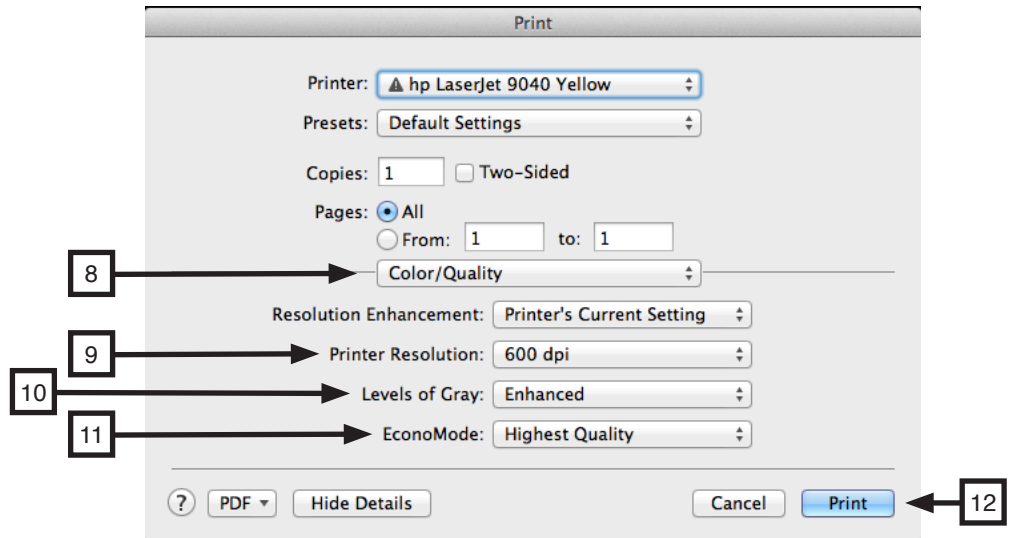 Print
Printer: hp LaserJet 9040 Yellow
Presets: Default Settings
Copies: 1 Two-Sided
Pages: All
From: 1 to: 1
8 Color/Quality
Resolution Enhancement: Printer's Current Setting
9 Printer Resolution: 600 dpi
10 Levels of Gray: Enhanced
11 EconoMode: Highest Quality
? PDF Hide Details Cancel Print 12